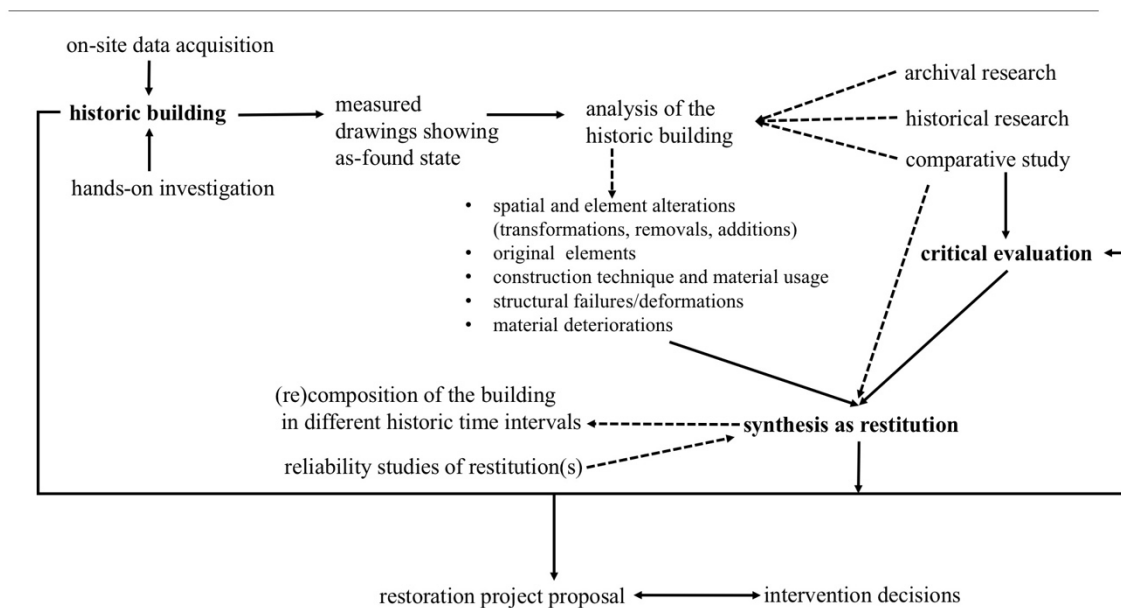 on-site data acquisition
historic building
hands-on investigation
measured
drawings showing
as-found state
analysis of the
historic building
archival research
historical research
comparative study
• spatial and element alterations
(transformations, removals, additions)
• original elements
• construction technique and material usage
• structural failures/deformations
• material deteriorations
critical evaluation
(re)composition of the building
in different historic time intervals
synthesis as restitution
reliability studies of restitution(s)
restoration project proposal
intervention decisions